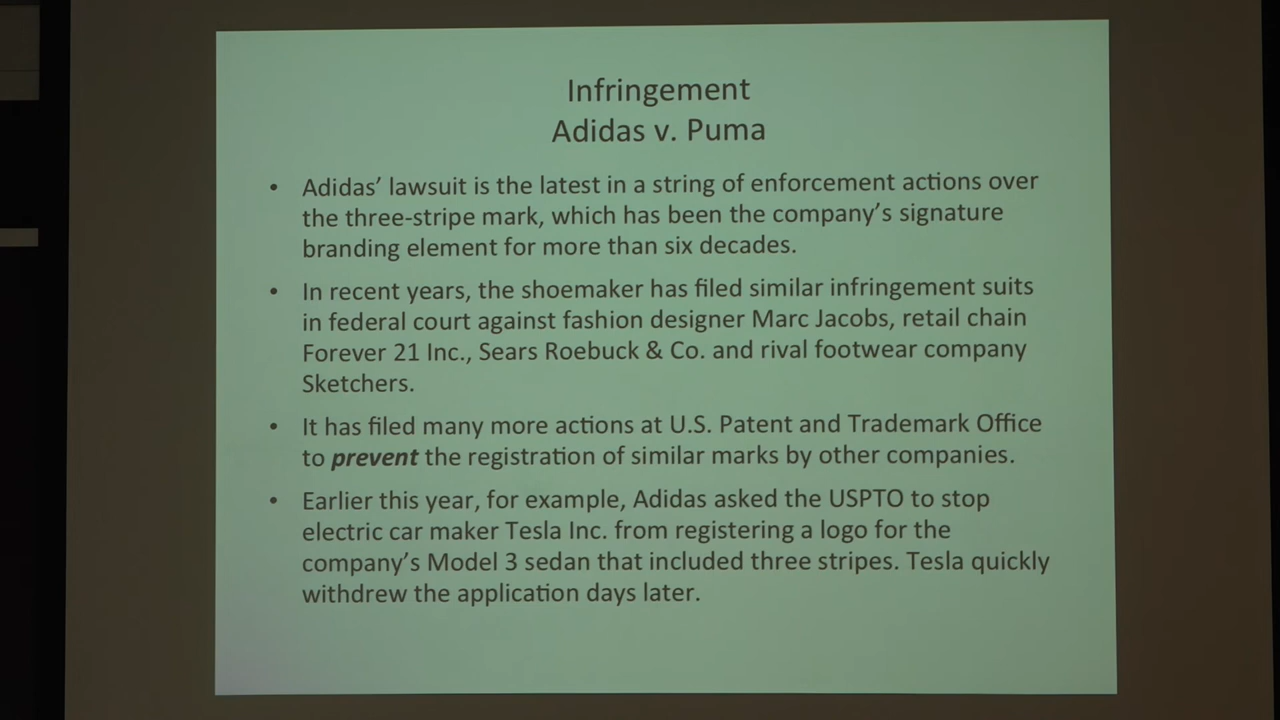 Infringement
Adidas v. Puma
• Adidas’ lawsuit is the latest in a string of enforcement actions over
the three-stripe mark, which has been the company’s signature
branding element for more than six decades.
• In recent years, the shoemaker has filed similar infringement suits
in federal court against fashion designer Marc Jacobs, retail chain
Forever 21 Inc., Sears Roebuck & Co. and rival footwear company
Sketchers.
• It has filed many more actions at U.S. Patent and Trademark Office
to prevent the registration of similar marks by other companies.
• Earlier this year, for example, Adidas asked the USPTO to stop
electric car maker Tesla Inc. from registering a logo for the
company’s Model 3 sedan that included three stripes. Tesla quickly
withdrew the application days later.